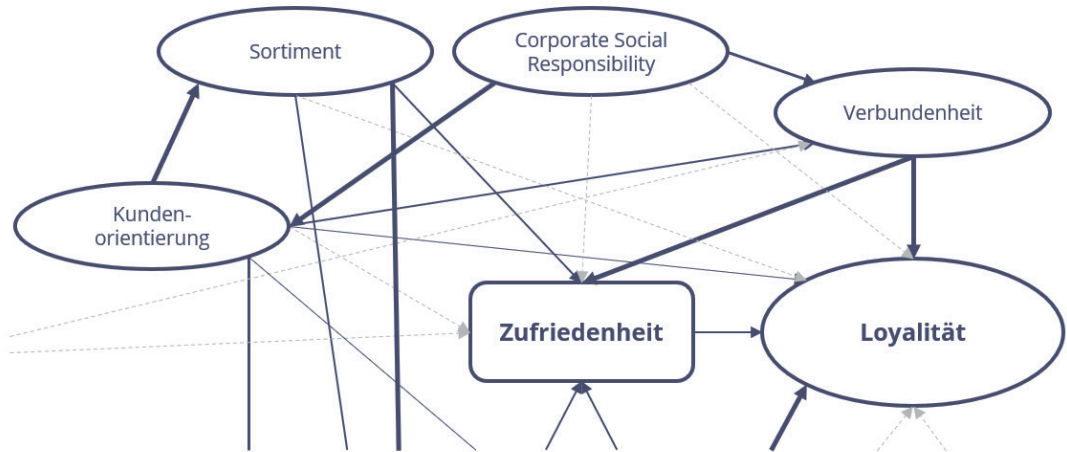 Sortiment
Corporate Social
Responsibility
Verbundenheit
Kunden-
orientierung
Zufriedenheit
Loyalität